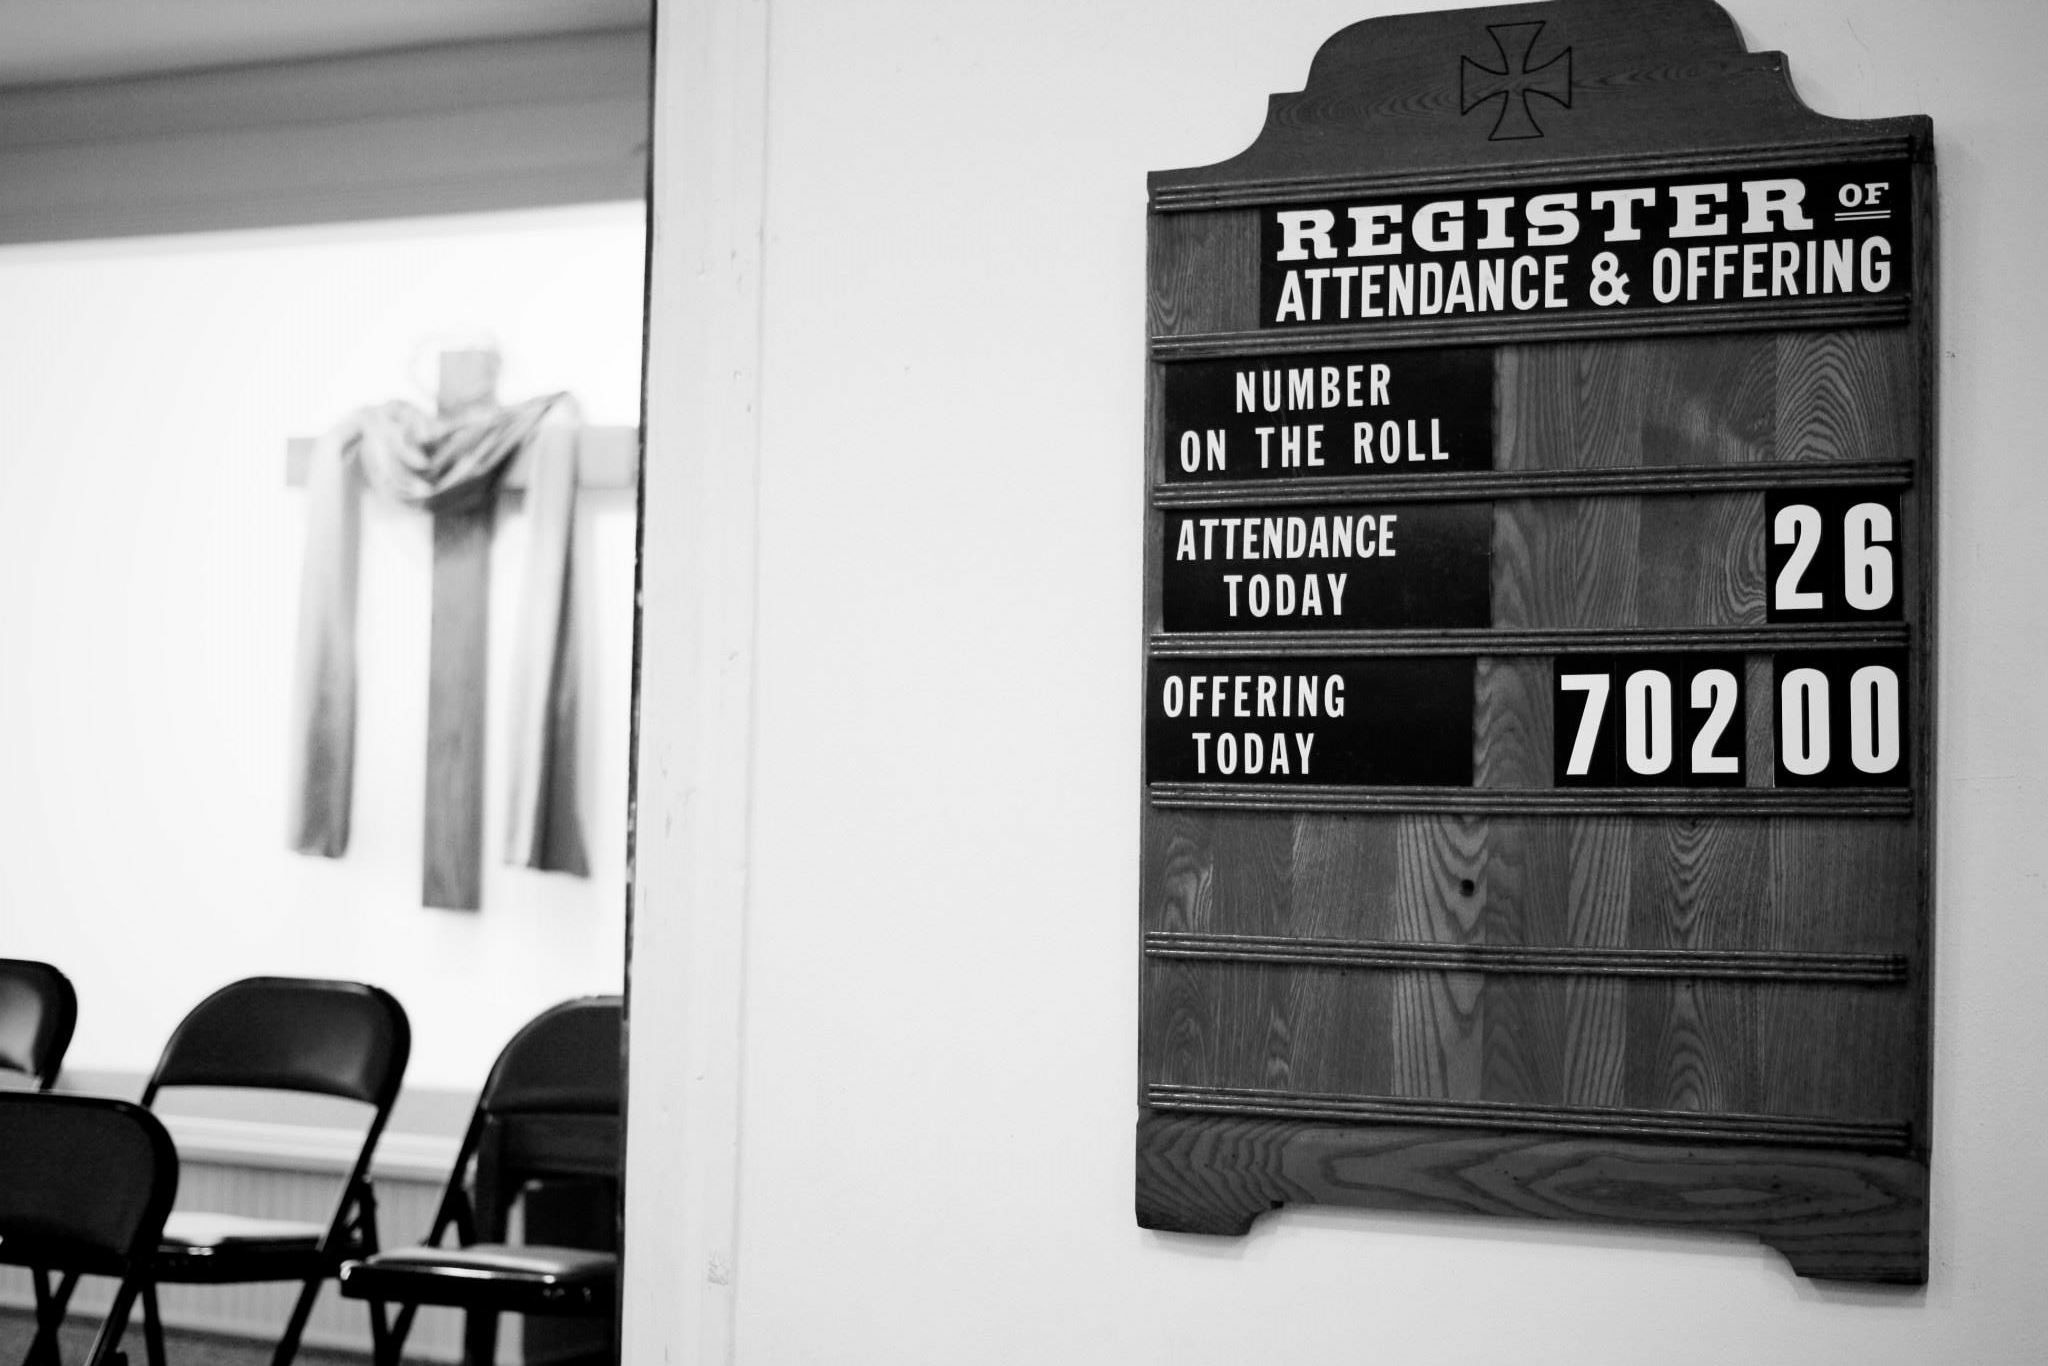 REGISTER OF
ATTENDANCE & OFFERING
NUMBER
ON THE ROLL
ATTENDANCE
TODAY
26
OFFERING
TODAY
702 00